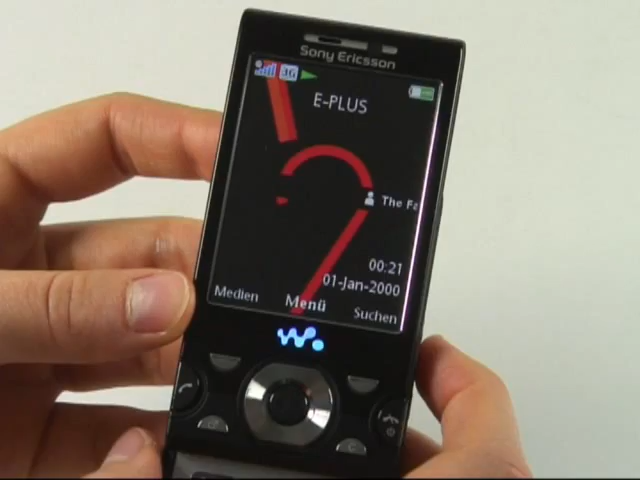 Sony Ericsson
3G
E-PLUS
The Fa
00:21
01-Jan-2000
Medien Menü Suchen